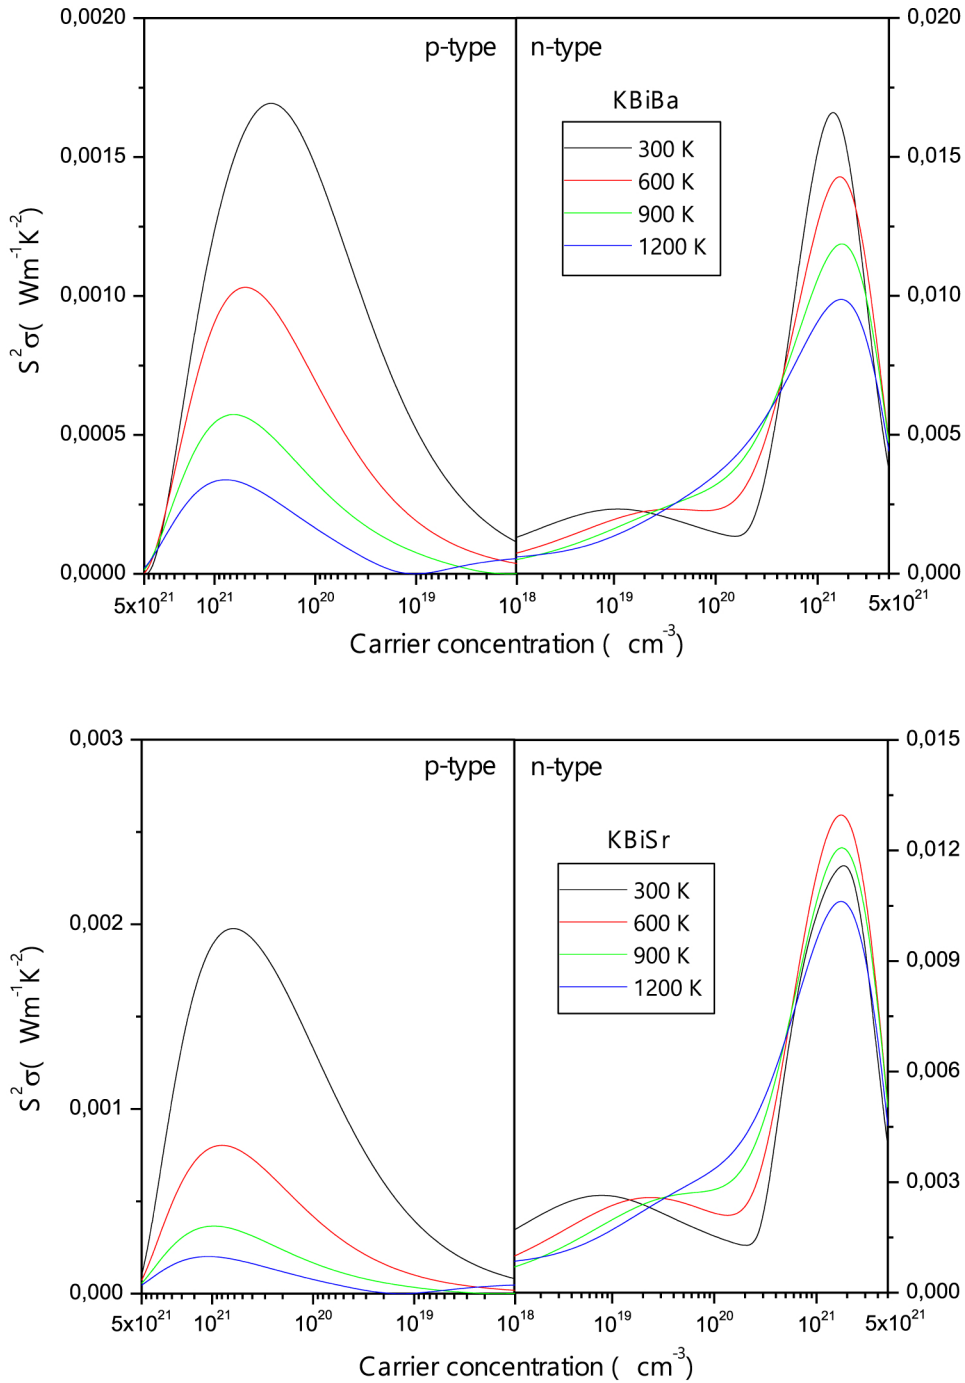 0,0020
0,0015
0,0010
0,0005
0,0000
S²σ( Wm⁻¹K⁻²)
p-type
n-type
KBiBa
300 K
600 K
900 K
1200 K
0,020
0,015
0,010
0,005
0,000
5x10²¹ 10²¹ 10²⁰ 10¹⁹ 10¹⁸ 10¹⁹ 10²⁰ 10²¹ 5x10²¹
Carrier concentration ( cm⁻³)
0,003
0,002
0,001
0,000
S²σ( Wm⁻¹K⁻²)
p-type
n-type
KBiSr
300 K
600 K
900 K
1200 K
0,015
0,012
0,009
0,006
0,003
0,000
5x10²¹ 10²¹ 10²⁰ 10¹⁹ 10¹⁸ 10¹⁹ 10²⁰ 10²¹ 5x10²¹
Carrier concentration ( cm⁻³)